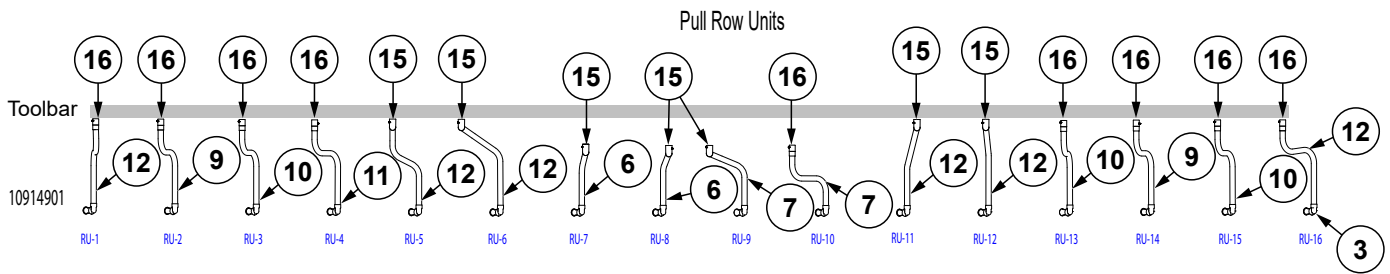 Pull Row Units
16 16 16 16 15 15 15 15 16 15 15 16 16 16 16
Toolbar
12 9 10 11 12 12 6 6 7 7 12 12 10 9 10 12
10914901
RU-1 RU-2 RU-3 RU-4 RU-5 RU-6 RU-7 RU-8 RU-9 RU-10 RU-11 RU-12 RU-13 RU-14 RU-15 RU-16
3